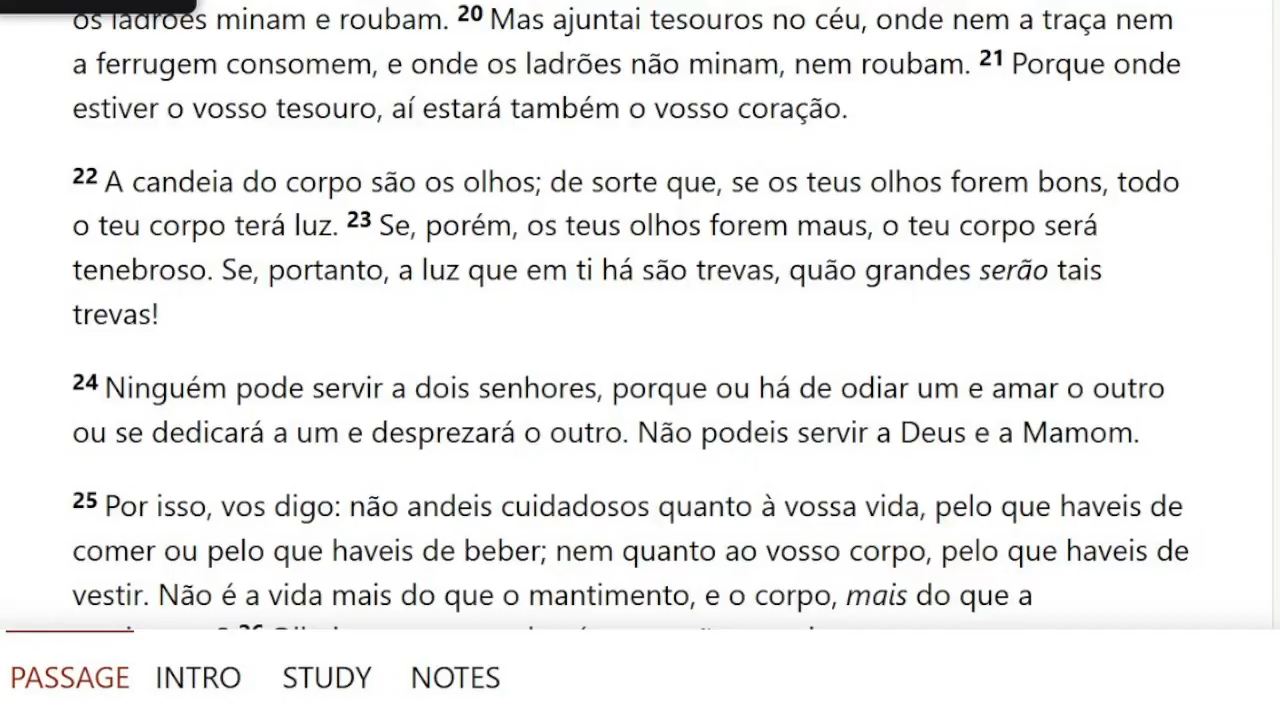 os ladrões minam e roubam. 20 Mas ajuntai tesouros no céu, onde nem a traça nem
a ferrugem consomem, e onde os ladrões não minam, nem roubam. 21 Porque onde
estiver o vosso tesouro, aí estará também o vosso coração.
22 A candeia do corpo são os olhos; de sorte que, se os teus olhos forem bons, todo
o teu corpo terá luz. 23 Se, porém, os teus olhos forem maus, o teu corpo será
tenebroso. Se, portanto, a luz que em ti há são trevas, quão grandes serão tais
trevas!
24 Ninguém pode servir a dois senhores, porque ou há de odiar um e amar o outro
ou se dedicará a um e desprezará o outro. Não podeis servir a Deus e a Mamom.
25 Por isso, vos digo: não andeis cuidadosos quanto à vossa vida, pelo que haveis de
comer ou pelo que haveis de beber; nem quanto ao vosso corpo, pelo que haveis de
vestir. Não é a vida mais do que o mantimento, e o corpo, mais do que a
PASSAGE INTRO STUDY NOTES